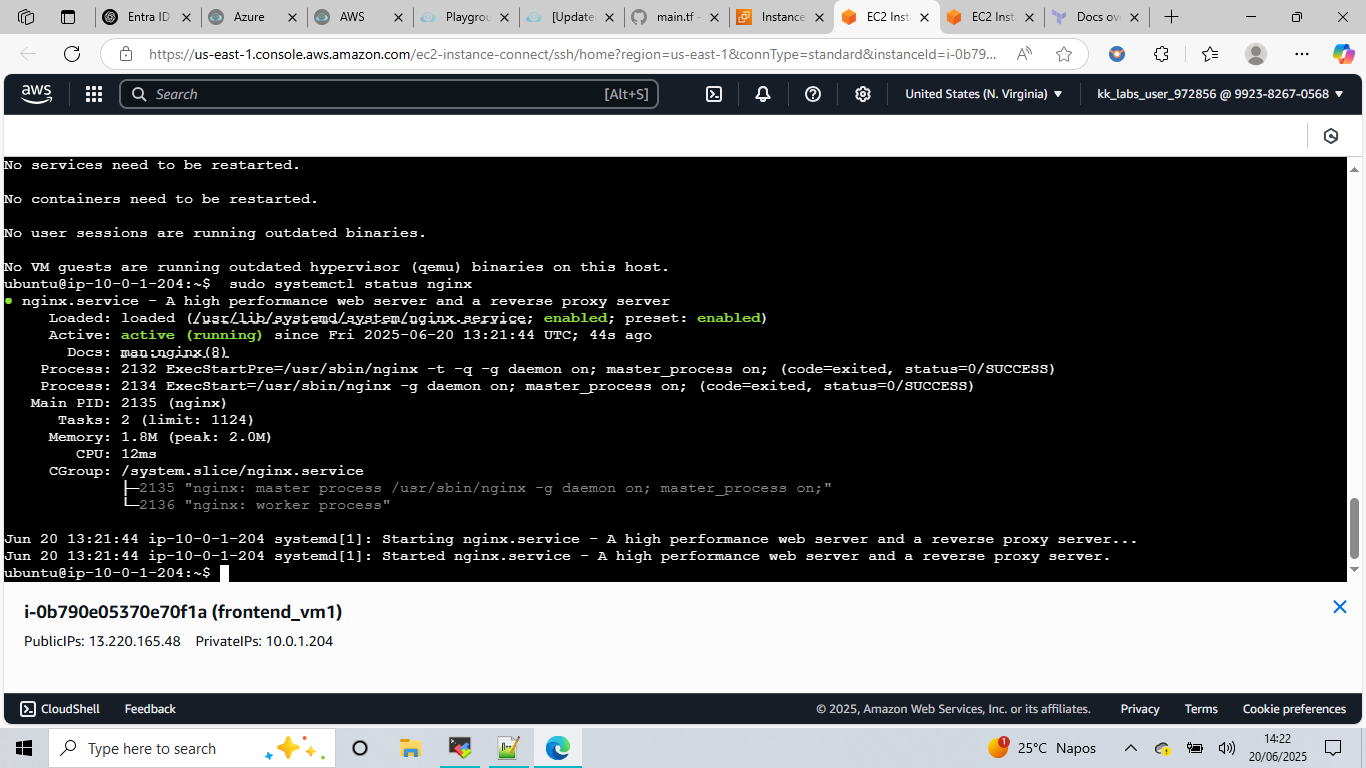 Entra ID
Azure
AWS
Playgrou
[Update
main.tf -
Instance
EC2 Inst
EC2 Inst
Docs ov
https://us-east-1.console.aws.amazon.com/ec2-instance-connect/ssh/home?region=us-east-1&connType=standard&instanceId=i-0b79...
aws
Search
[Alt+S]
United States (N. Virginia)
kk_labs_user_972856 @ 9923-8267-0568
No services need to be restarted.
No containers need to be restarted.
No user sessions are running outdated binaries.
No VM guests are running outdated hypervisor (qemu) binaries on this host.
ubuntu@ip-10-0-1-204:~$  sudo systemctl status nginx
● nginx.service - A high performance web server and a reverse proxy server
Loaded: loaded (/usr/lib/systemd/system/nginx.service; enabled; preset: enabled)
Active: active (running) since Fri 2025-06-20 13:21:44 UTC; 44s ago
Docs: man:nginx(8)
Process: 2132 ExecStartPre=/usr/sbin/nginx -t -q -g daemon on; master_process on; (code=exited, status=0/SUCCESS)
Process: 2134 ExecStart=/usr/sbin/nginx -g daemon on; master_process on; (code=exited, status=0/SUCCESS)
Main PID: 2135 (nginx)
Tasks: 2 (limit: 1124)
Memory: 1.8M (peak: 2.0M)
CPU: 12ms
CGroup: /system.slice/nginx.service
├─2135 "nginx: master process /usr/sbin/nginx -g daemon on; master_process on;"
└─2136 "nginx: worker process"
Jun 20 13:21:44 ip-10-0-1-204 systemd[1]: Starting nginx.service - A high performance web server and a reverse proxy server...
Jun 20 13:21:44 ip-10-0-1-204 systemd[1]: Started nginx.service - A high performance web server and a reverse proxy server.
ubuntu@ip-10-0-1-204:~$
i-0b790e05370e70f1a (frontend_vm1)
PublicIPs: 13.220.165.48 PrivateIPs: 10.0.1.204
CloudShell
Feedback
© 2025, Amazon Web Services, Inc. or its affiliates.
Privacy
Terms
Cookie preferences
Type here to search
1
25°C Napos
14:22
20/06/2025